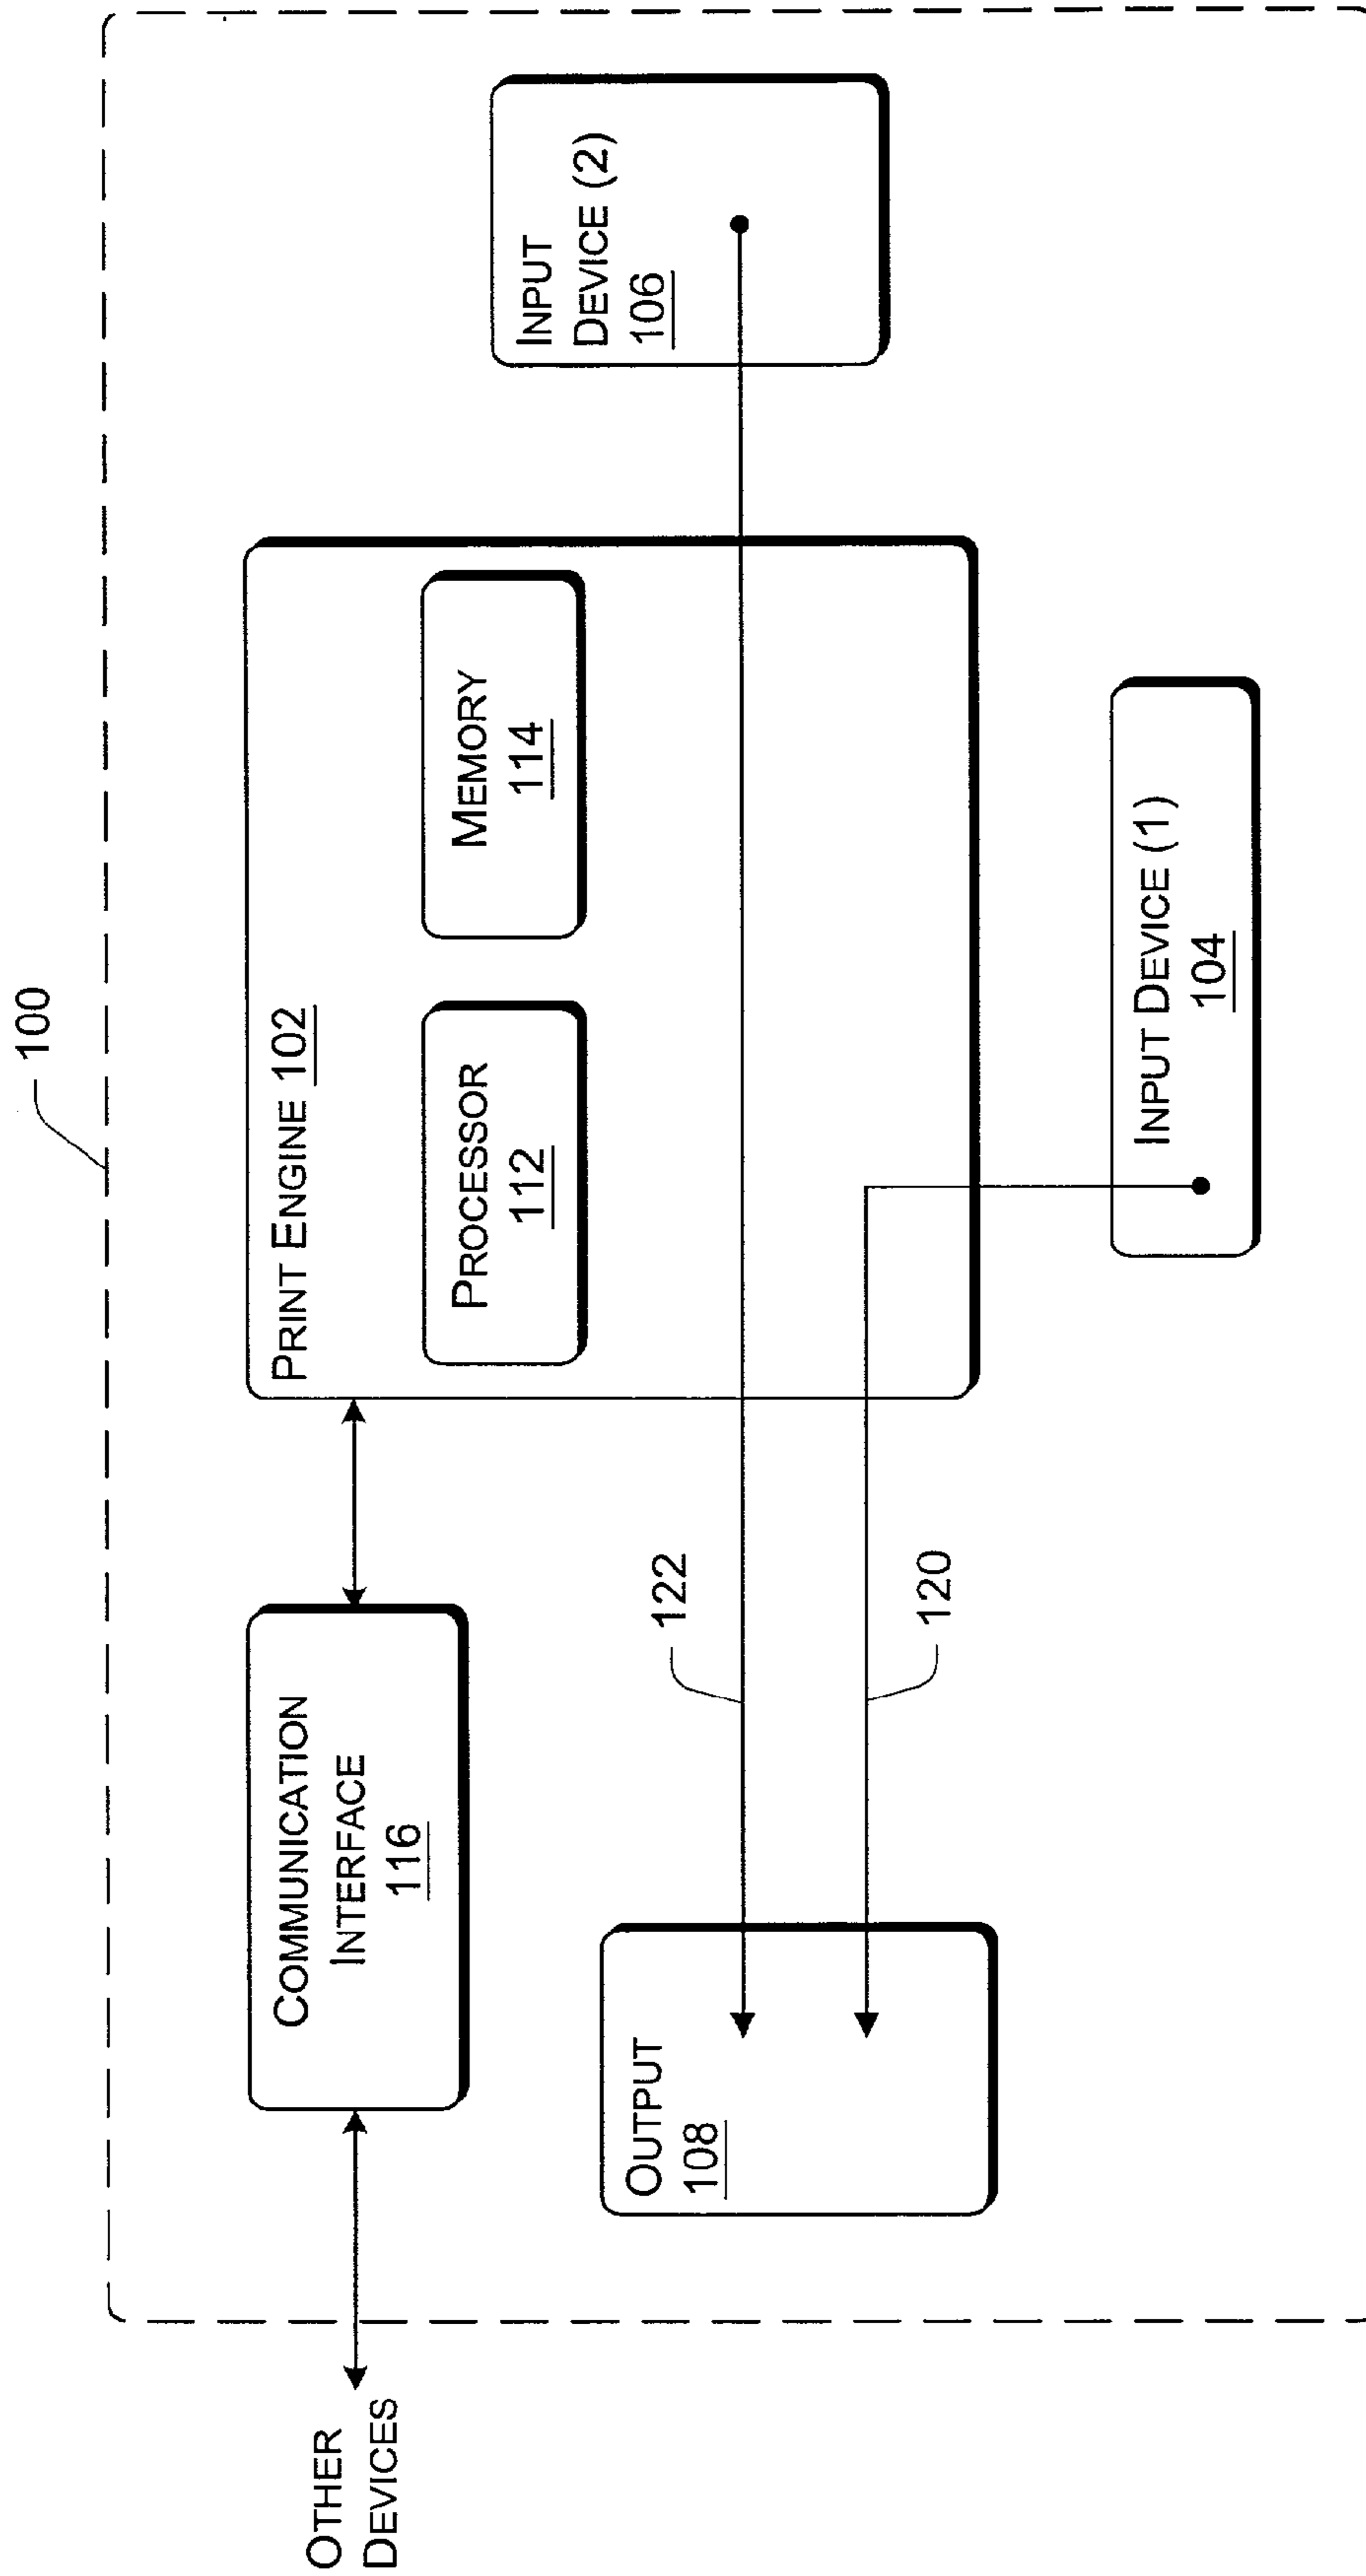 100
OTHER
DEVICES
COMMUNICATION
INTERFACE
116
PRINT ENGINE 102
PROCESSOR
112
MEMORY
114
INPUT
DEVICE (2)
106
OUTPUT
108
122
120
INPUT DEVICE (1)
104